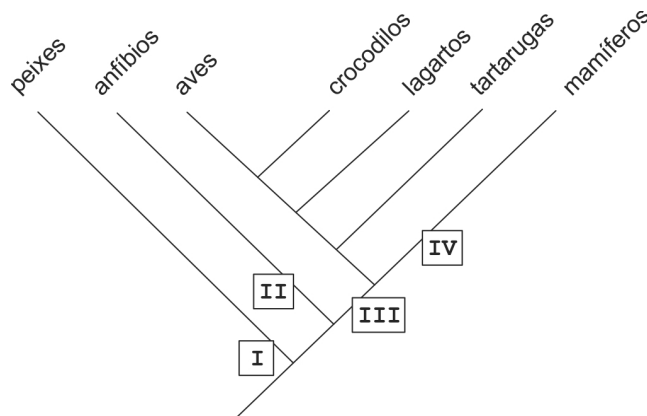 peixes
anfíbios
aves
crocodilos
lagartos
tartarugas
mamíferos
IV
II
III
I